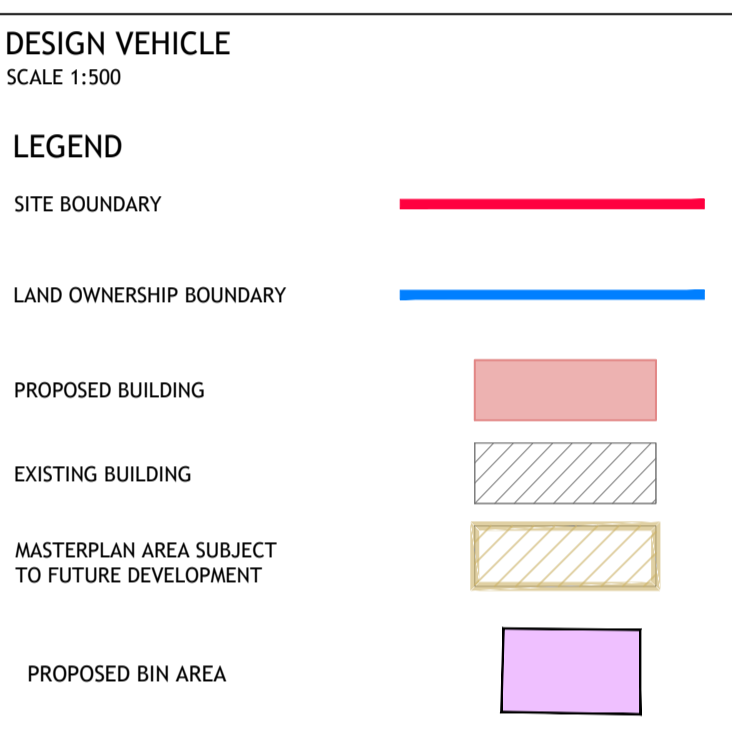 DESIGN VEHICLE
SCALE 1:500
LEGEND
SITE BOUNDARY
LAND OWNERSHIP BOUNDARY
PROPOSED BUILDING
EXISTING BUILDING
MASTERPLAN AREA SUBJECT
TO FUTURE DEVELOPMENT
PROPOSED BIN AREA